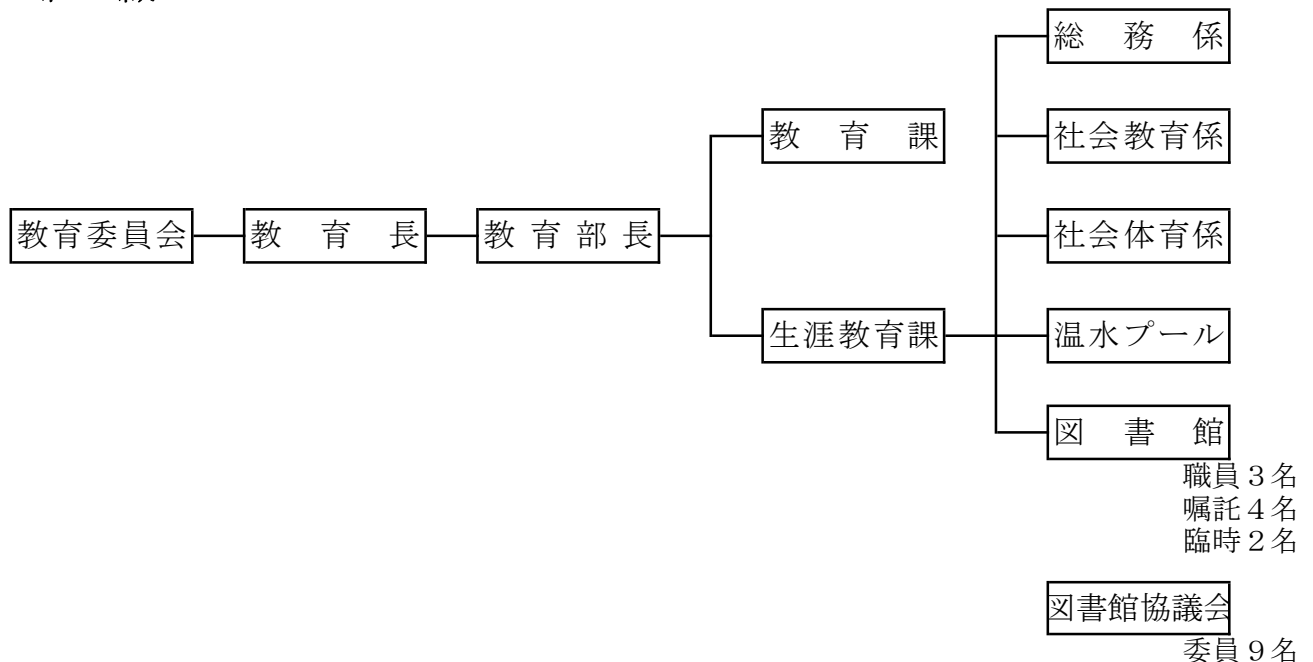 総　務　係
教　育　課
社会教育係
教育委員会
教　育　長
教 育 部 長
社会体育係
生涯教育課
温水プール
図　書　館
職員３名
嘱託４名
臨時２名
図書館協議会
委員９名